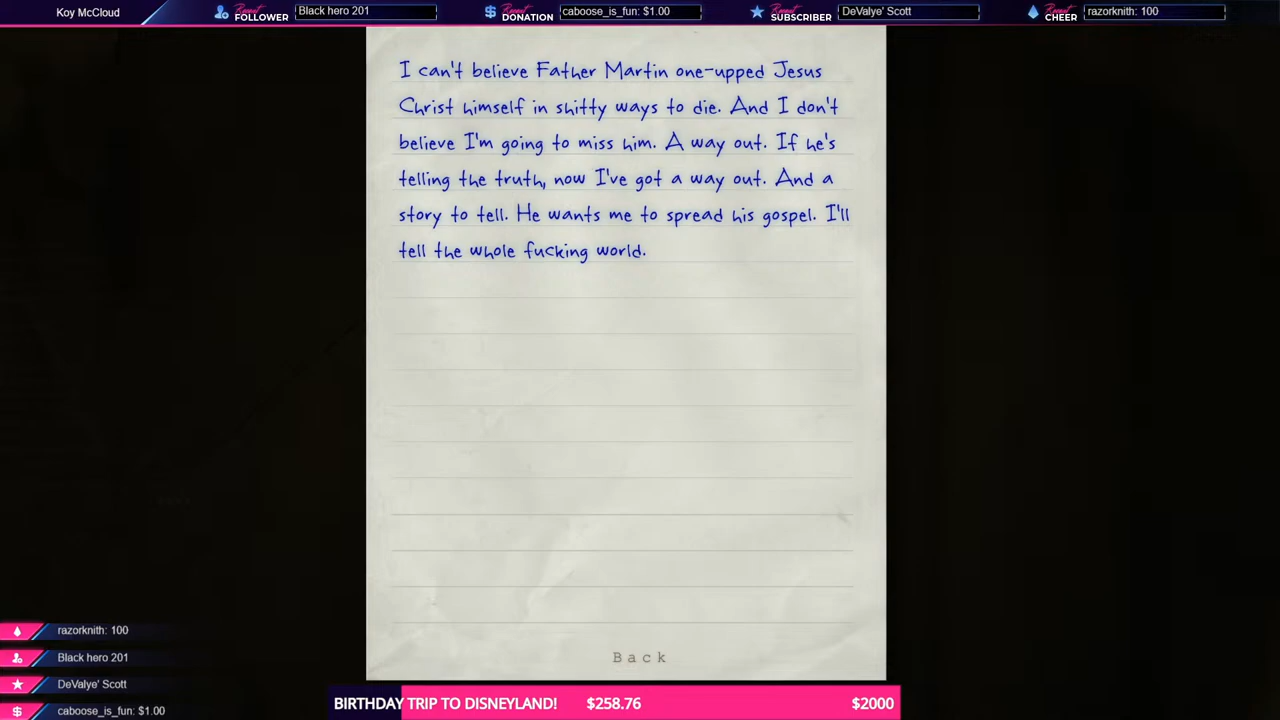 Koy McCloud
Recent FOLLOWER
Black hero 201
Recent DONATION
caboose_is_fun: $1.00
Recent SUBSCRIBER
DeValye' Scott
Recent CHEER
razorknith: 100
I can't believe Father Martin one-upped Jesus
Christ himself in shitty ways to die. And I don't
believe I'm going to miss him. A way out. If he's
telling the truth, now I've got a way out. And a
story to tell. He wants me to spread his gospel. I'll
tell the whole fucking world.
Back
razorknith: 100
Black hero 201
DeValye' Scott
caboose_is_fun: $1.00
BIRTHDAY TRIP TO DISNEYLAND! $258.76 $2000